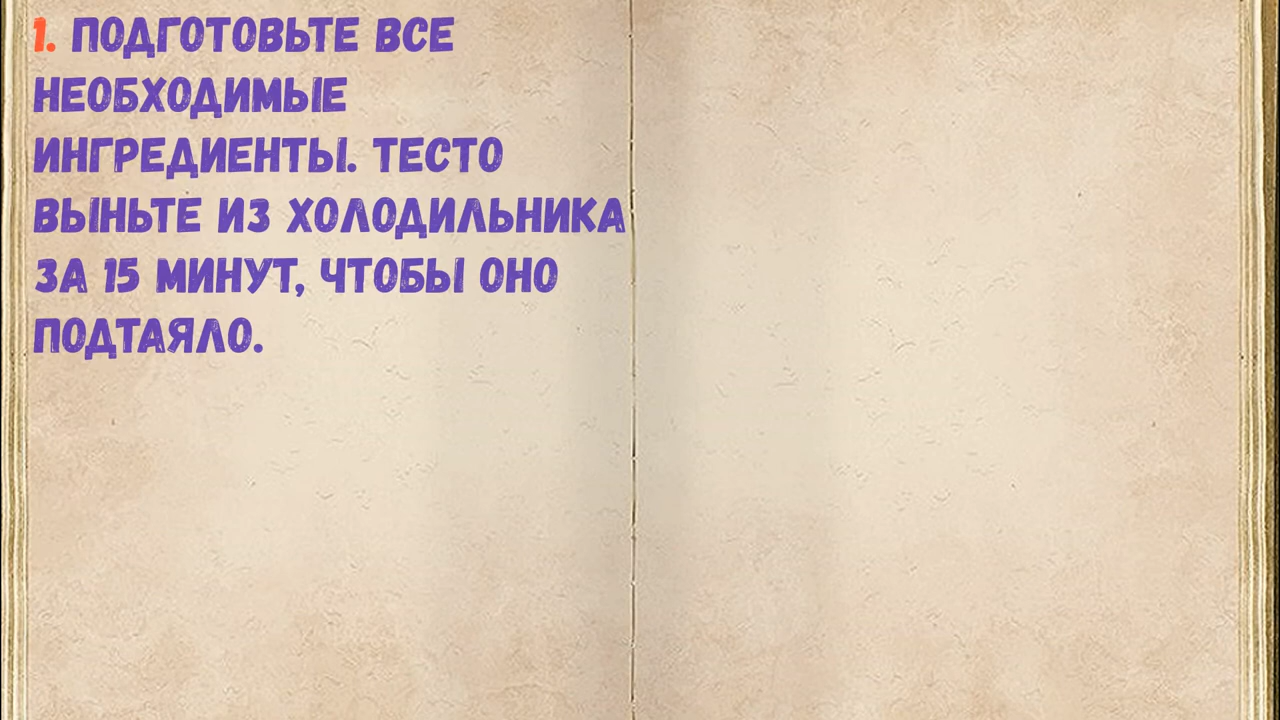 1. ПОДГОТОВЬТЕ ВСЕ
НЕОБХОДИМЫЕ
ИНГРЕДИЕНТЫ. ТЕСТО
ВЫНЬТЕ ИЗ ХОЛОДИЛЬНИКА
ЗА 15 МИНУТ, ЧТОБЫ ОНО
ПОДТАЯЛО.